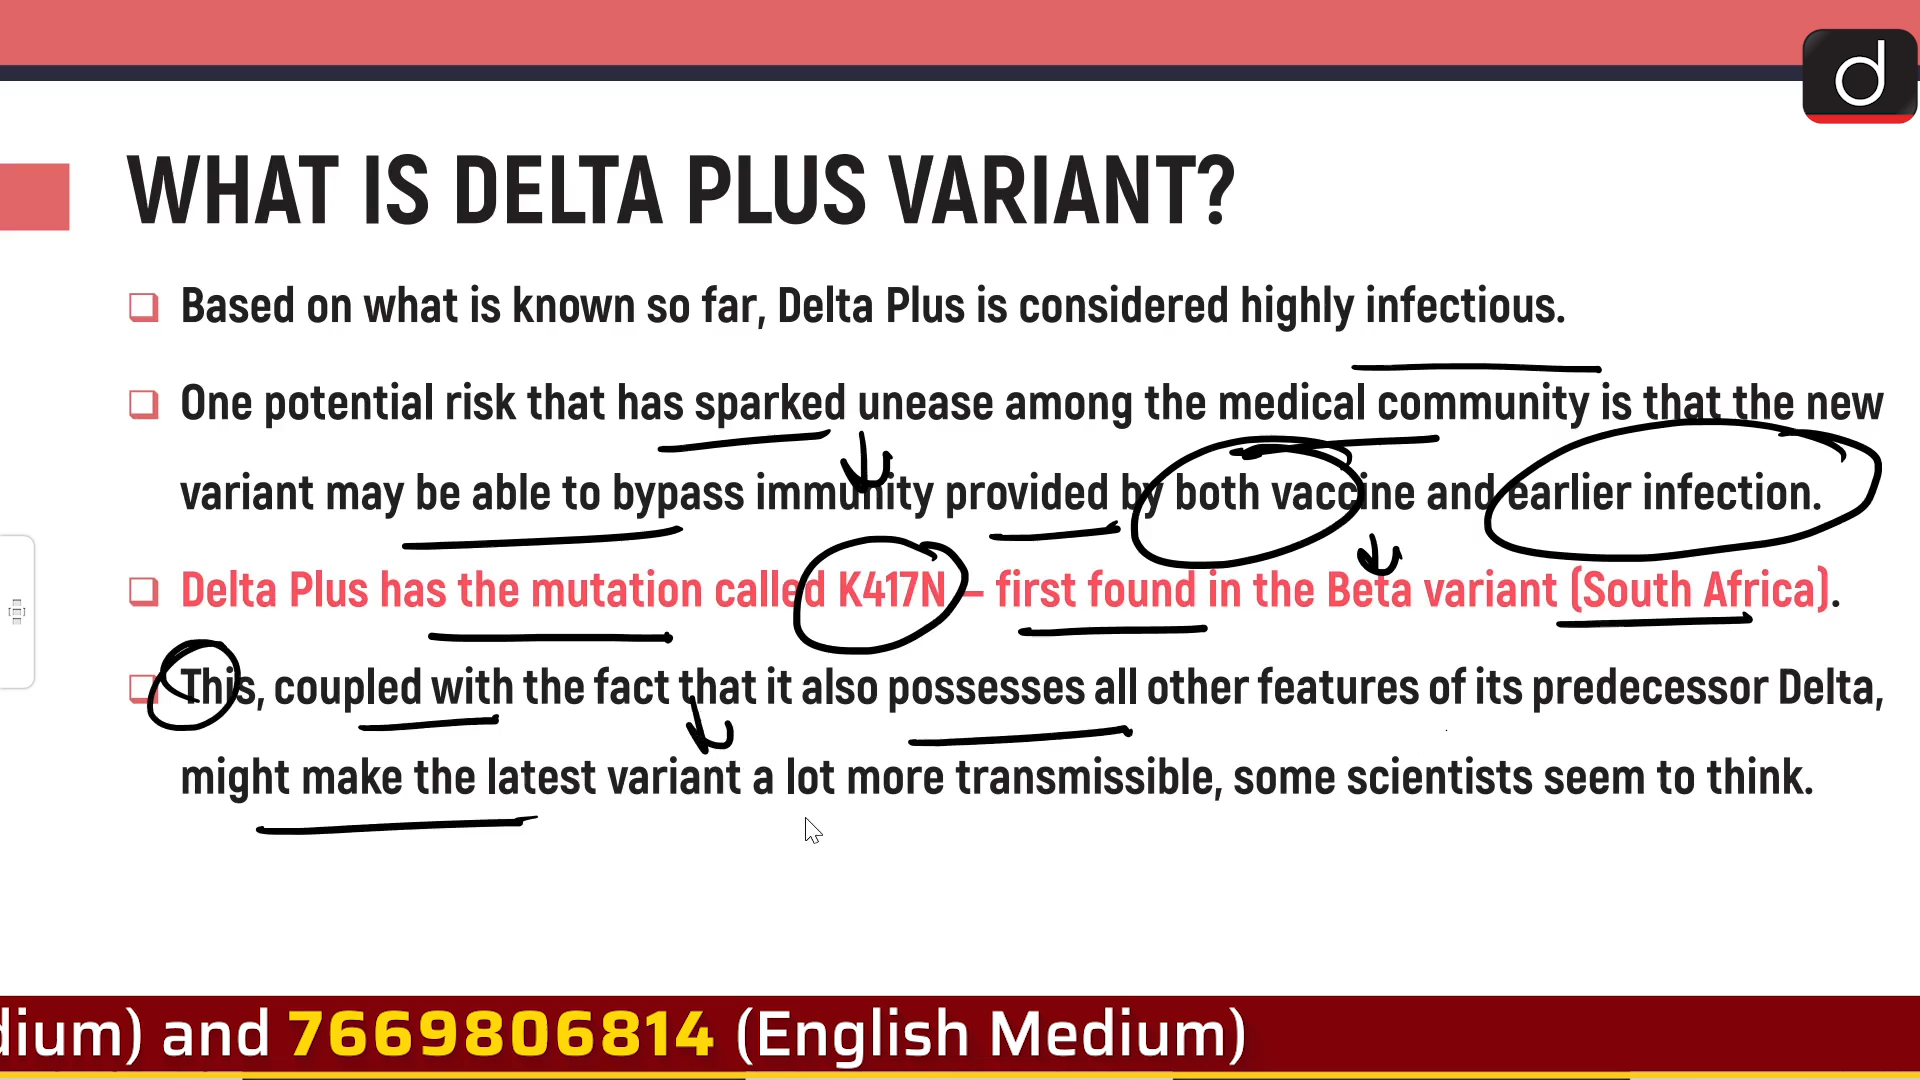 d
WHAT IS DELTA PLUS VARIANT?
Based on what is known so far, Delta Plus is considered highly infectious.
One potential risk that has sparked unease among the medical community is that the new
variant may be able to bypass immunity provided by both vaccine and earlier infection.
Delta Plus has the mutation called K417N – first found in the Beta variant (South Africa).
This, coupled with the fact that it also possesses all other features of its predecessor Delta,
might make the latest variant a lot more transmissible, some scientists seem to think.
dium) and 7669806814 (English Medium)